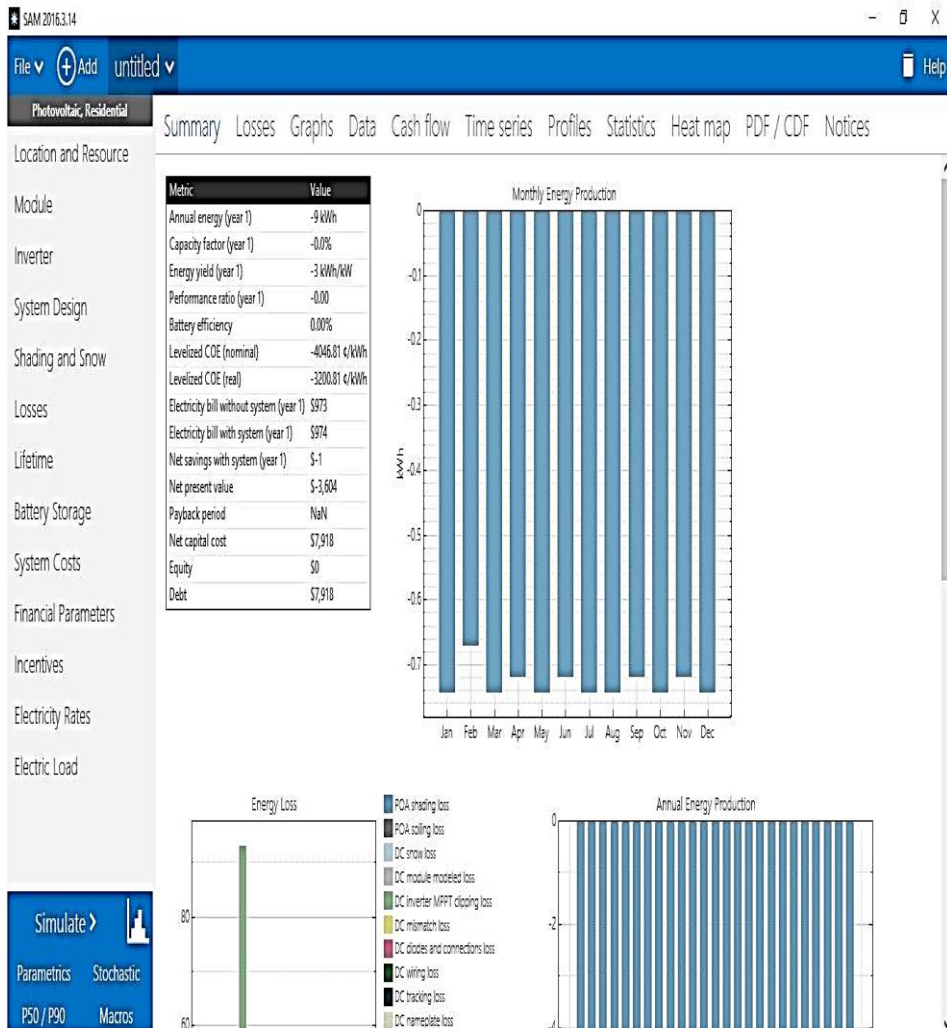 SAM 2016.3.14
File Add untitled Help
Photovoltaic, Residential
Summary Losses Graphs Data Cash flow Time series Profiles Statistics Heat map PDF / CDF Notices
Location and Resource
Module
Inverter
System Design
Shading and Snow
Losses
Lifetime
Battery Storage
System Costs
Financial Parameters
Incentives
Electricity Rates
Electric Load
Simulate >
Parametrics Stochastic
P50 / P90 Macros
Metric Value
Annual energy (year 1) -9 kWh
Capacity factor (year 1) -0.0%
Energy yield (year 1) -3 kWh/kW
Performance ratio (year 1) -0.00
Battery efficiency 0.00%
Levelized COE (nominal) -4046.81 ¢/kWh
Levelized COE (real) -3200.81 ¢/kWh
Electricity bill without system (year 1) $973
Electricity bill with system (year 1) $974
Net savings with system (year 1) $-1
Net present value $-3,604
Payback period NaN
Net capital cost $7,918
Equity $0
Debt $7,918
Monthly Energy Production
0
-0.1
-0.2
-0.3
-0.4
-0.5
-0.6
-0.7
kWh
Jan Feb Mar Apr May Jun Jul Aug Sep Oct Nov Dec
Energy Loss
80
60
POA shading loss
POA soiling loss
DC snow loss
DC module modeled loss
DC inverter MPPT clipping loss
DC mismatch loss
DC diodes and connections loss
DC wiring loss
DC tracking loss
DC nameplate loss
Annual Energy Production
0
-2
-4